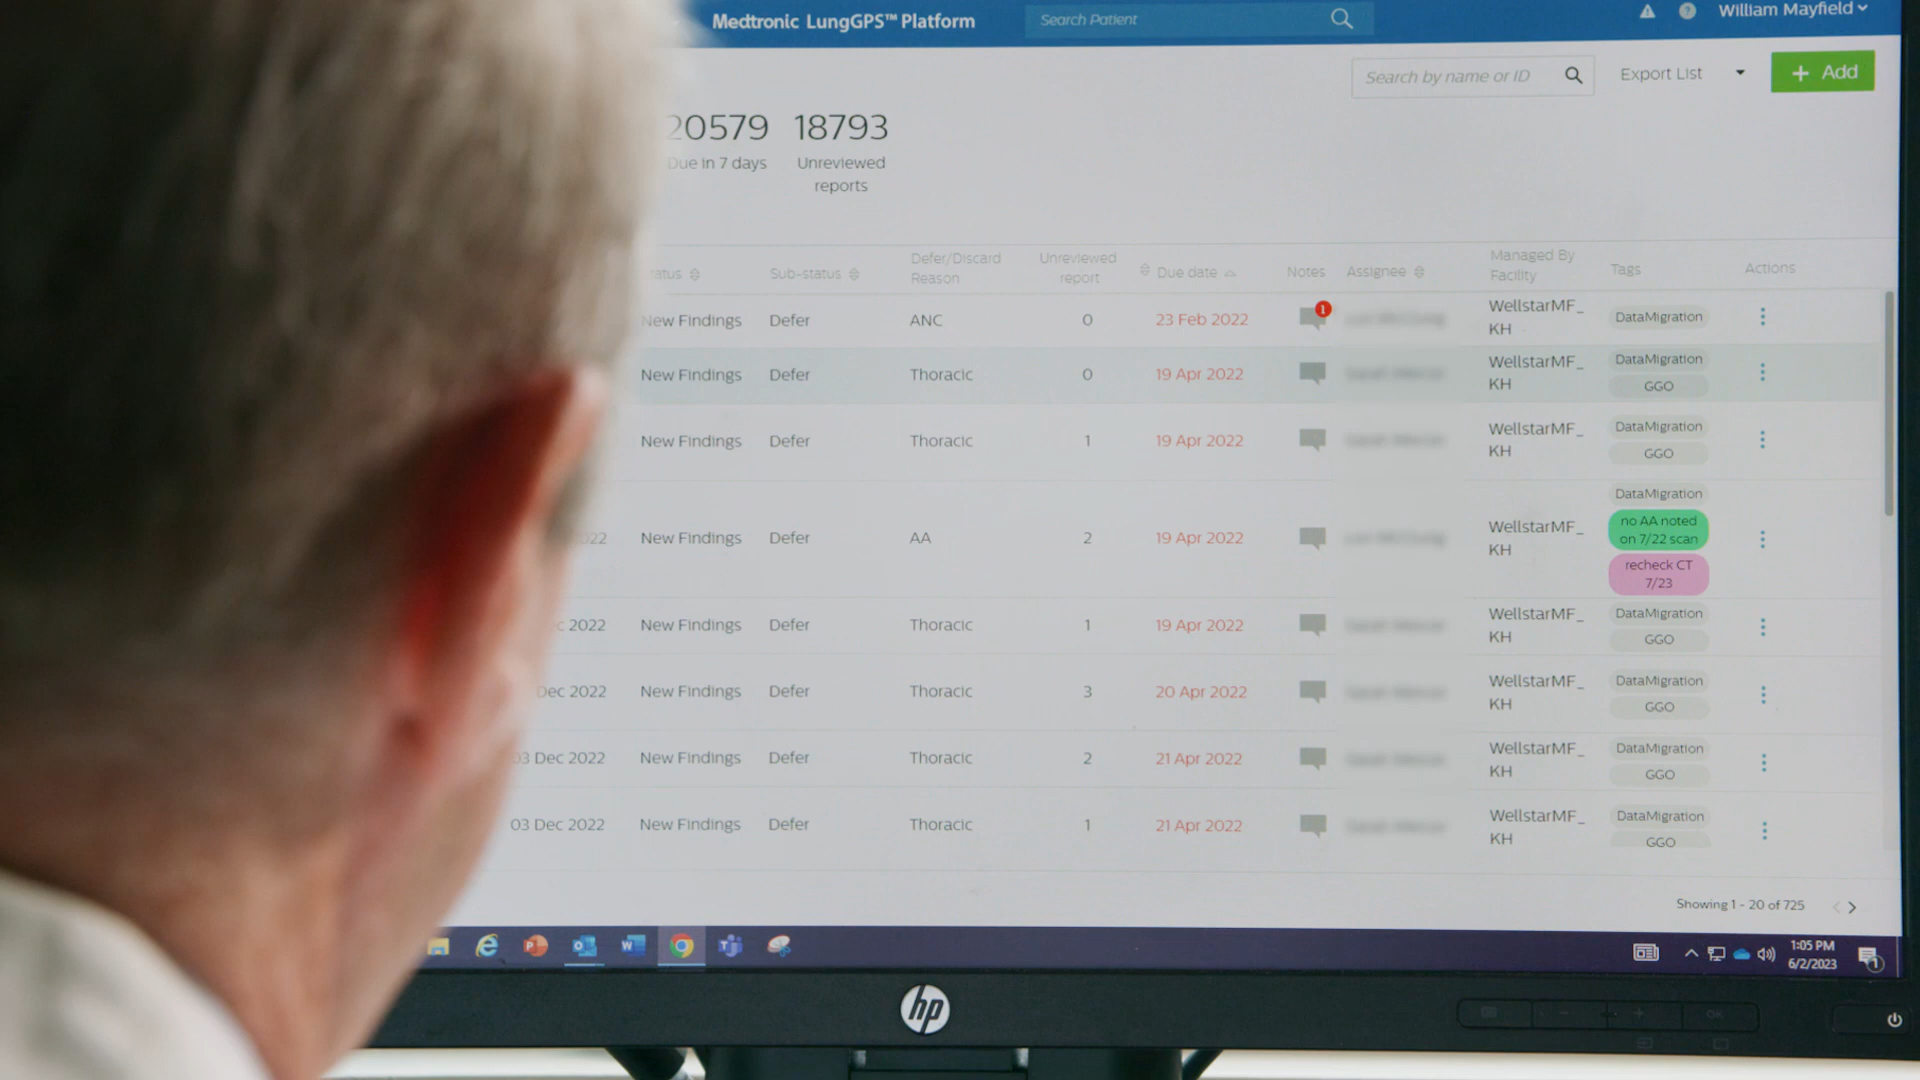 Medtronic LungGPS™ Platform
Search Patient
William Mayfield
Search by name or ID
Export List
+ Add
20579 18793
Due in 7 days Unreviewed
reports
Sub-status
Defer/Discard
Reason
Unreviewed
report
Due date
Notes
Assignee
Managed By
Facility
Tags
Actions
New Findings Defer ANC 0 23 Feb 2022 1 WellstarMF_
KH
DataMigration
New Findings Defer Thoracic 0 19 Apr 2022 WellstarMF_
KH
DataMigration
GGO
New Findings Defer Thoracic 1 19 Apr 2022 WellstarMF_
KH
DataMigration
GGO
New Findings Defer AA 2 19 Apr 2022 WellstarMF_
KH
DataMigration
no AA noted
on 7/22 scan
recheck CT
7/23
2022 New Findings Defer Thoracic 1 19 Apr 2022 WellstarMF_
KH
DataMigration
GGO
Dec 2022 New Findings Defer Thoracic 3 20 Apr 2022 WellstarMF_
KH
DataMigration
GGO
03 Dec 2022 New Findings Defer Thoracic 2 21 Apr 2022 WellstarMF_
KH
DataMigration
GGO
03 Dec 2022 New Findings Defer Thoracic 1 21 Apr 2022 WellstarMF_
KH
DataMigration
GGO
Showing 1 - 20 of 725
1:05 PM
6/2/2023
1
hp
OK